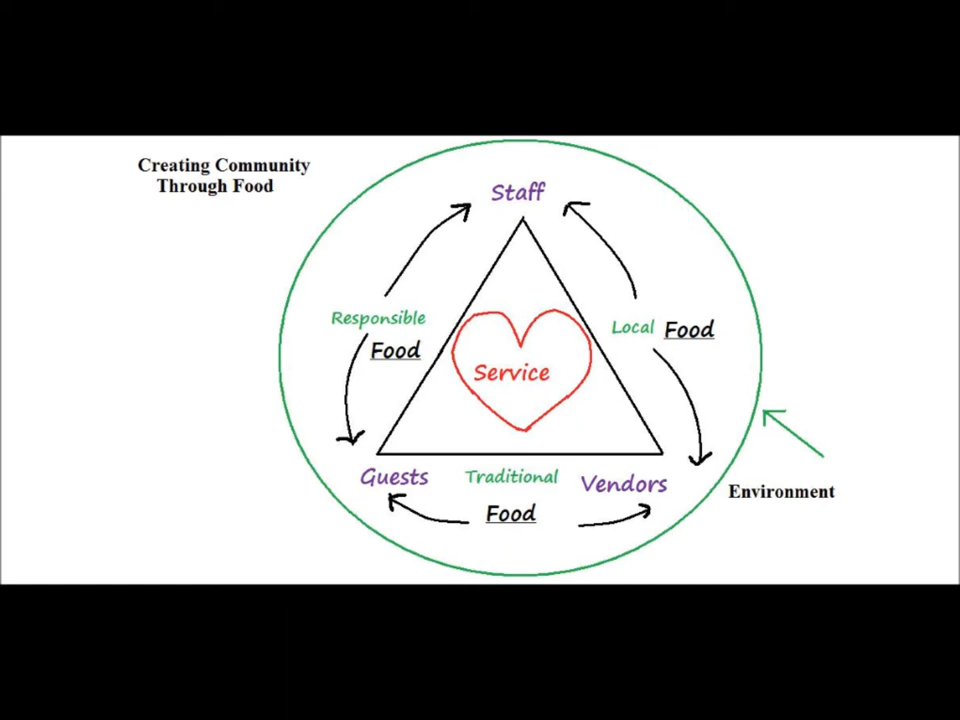 Creating Community
Through Food
Staff
Responsible
Food
Local Food
Service
Guests
Traditional
Vendors
Food
Environment